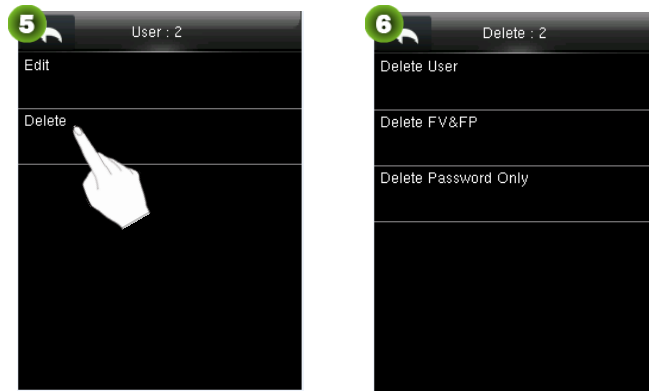 5
User : 2
Edit
Delete
6
Delete : 2
Delete User
Delete FV&FP
Delete Password Only